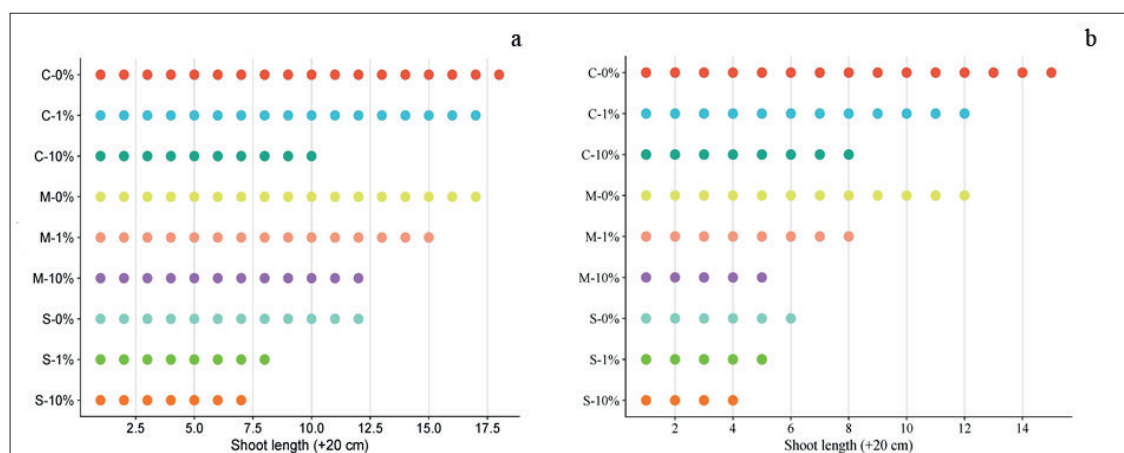 a
C-0%
C-1%
C-10%
M-0%
M-1%
M-10%
S-0%
S-1%
S-10%
2.5 5.0 7.5 10.0 12.5 15.0 17.5
Shoot length (+20 cm)
b
C-0%
C-1%
C-10%
M-0%
M-1%
M-10%
S-0%
S-1%
S-10%
2 4 6 8 10 12 14
Shoot length (+20 cm)